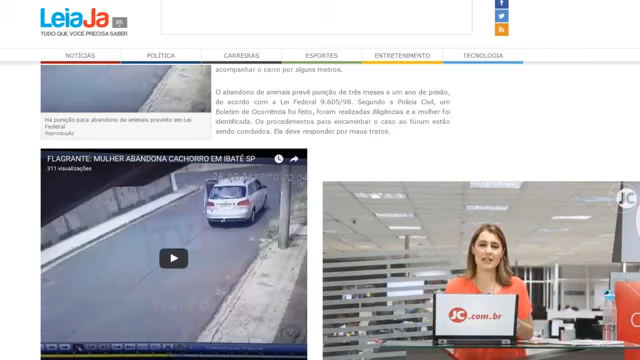 LeiaJá
BR
TUDO QUE VOCÊ PRECISA SABER
NOTÍCIAS
POLÍTICA
CARREIRAS
ESPORTES
ENTRETENIMENTO
TECNOLOGIA
acompanhar o carro por alguns metros.
O abandono de animais prevê punição de três meses a um ano de prisão,
de acordo com a Lei Federal 9.605/98. Segundo a Polícia Civil, um
Boletim de Ocorrência foi feito, foram realizadas diligências e a mulher foi
identificada. Os procedimentos para encaminhar o caso ao fórum estão
sendo concluídos. Ela deve responder por maus tratos.
Há punição para abandonos de animais previsto em Lei
Federal
Reprodução
FLAGRANTE: MULHER ABANDONA CACHORRO EM IBATÉ SP
311 visualizações
JC
JC.com.br